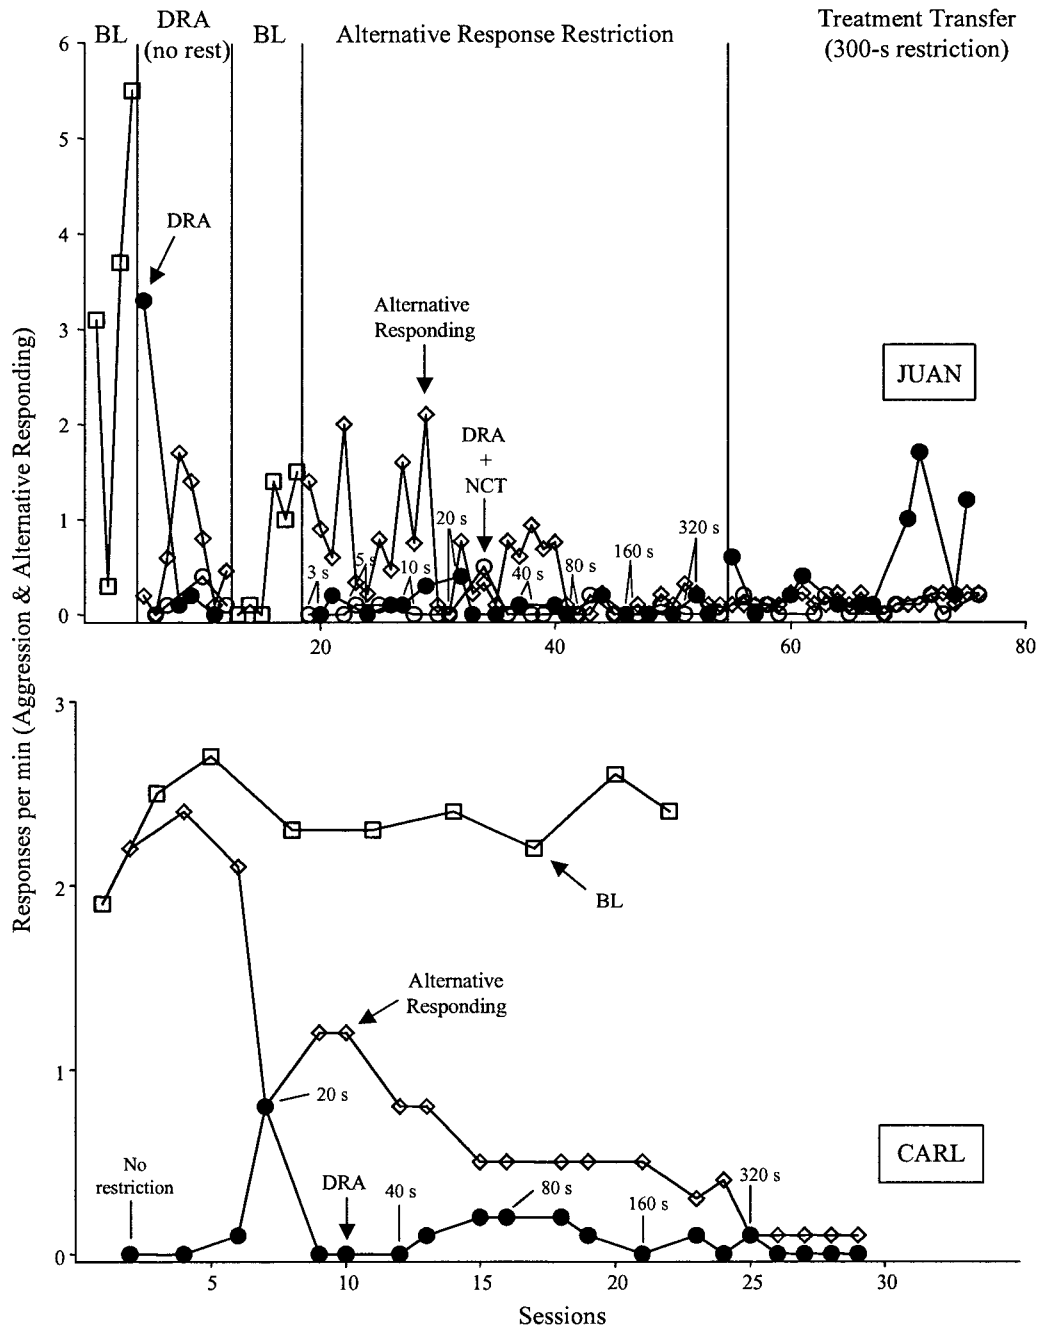 BL
DRA
(no rest)
BL
Alternative Response Restriction
Treatment Transfer
(300-s restriction)
6
5
4
3
2
1
0
DRA
Alternative
Responding
DRA
+
NCT
3 s
5 s
10 s
20 s
40 s
80 s
160 s
320 s
JUAN
20
40
60
80
Responses per min (Aggression & Alternative Responding)
3
2
1
0
BL
Alternative
Responding
20 s
No
restriction
DRA
40 s
80 s
160 s
320 s
CARL
5
10
15
20
25
30
Sessions